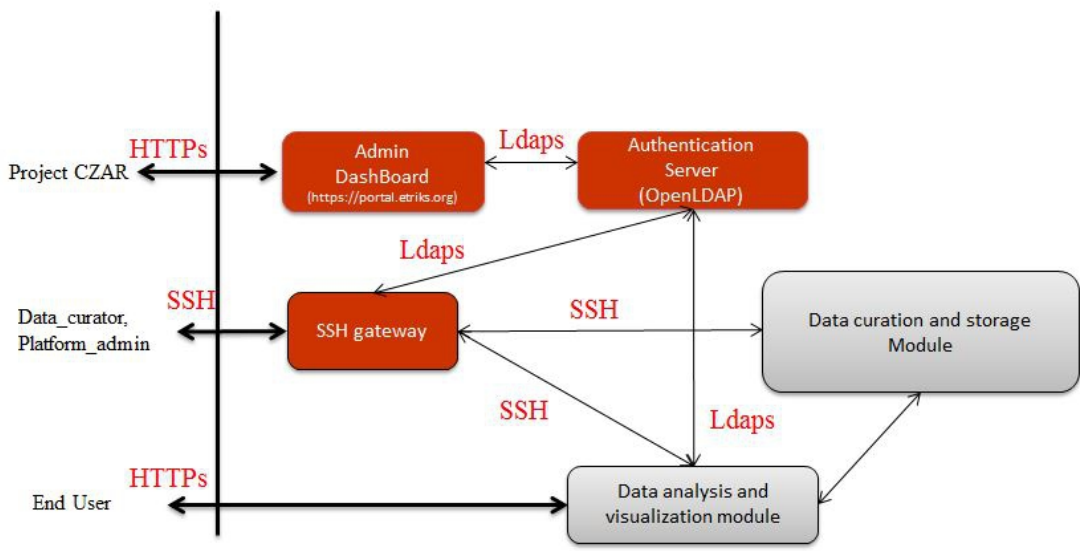 HTTPs
Project CZAR
Admin
DashBoard
(https://portal.etriks.org)
Ldaps
Authentication
Server
(OpenLDAP)
Ldaps
SSH
Data_curator,
Platform_admin
SSH gateway
SSH
Data curation and storage
Module
SSH
Ldaps
HTTPs
End User
Data analysis and
visualization module